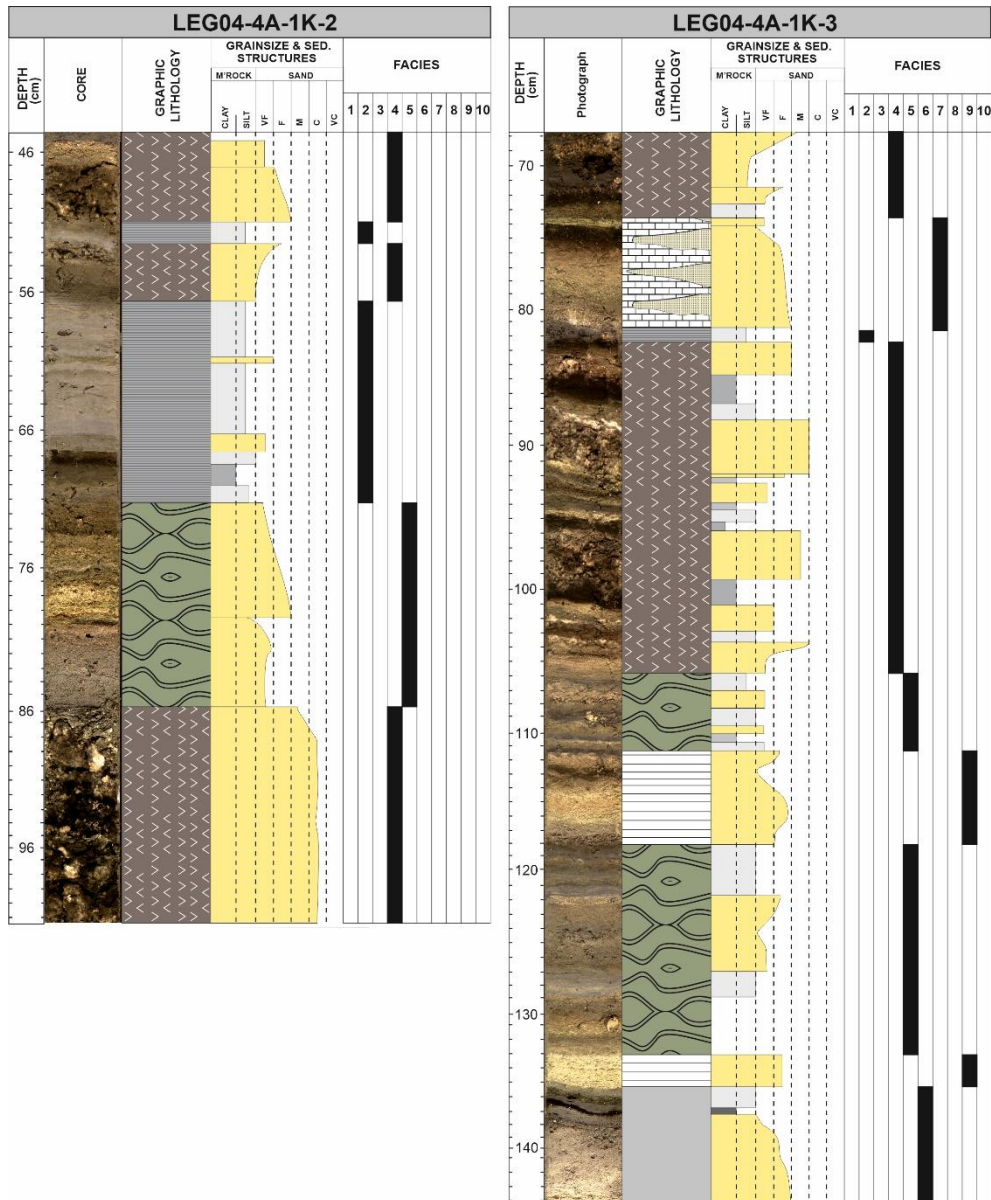 LEG04-4A-1K-2
DEPTH
(cm)
CORE
GRAPHIC
LITHOLOGY
GRAINSIZE & SED.
STRUCTURES
M'ROCK
SAND
CLAY
SILT
VF
F
M
C
VC
FACIES
1 2 3 4 5 6 7 8 9 10
46
56
66
76
86
96
LEG04-4A-1K-3
DEPTH
(cm)
Photograph
GRAPHIC
LITHOLOGY
GRAINSIZE & SED.
STRUCTURES
M'ROCK
SAND
CLAY
SILT
VF
F
M
C
VC
FACIES
1 2 3 4 5 6 7 8 9 10
70
80
90
100
110
120
130
140